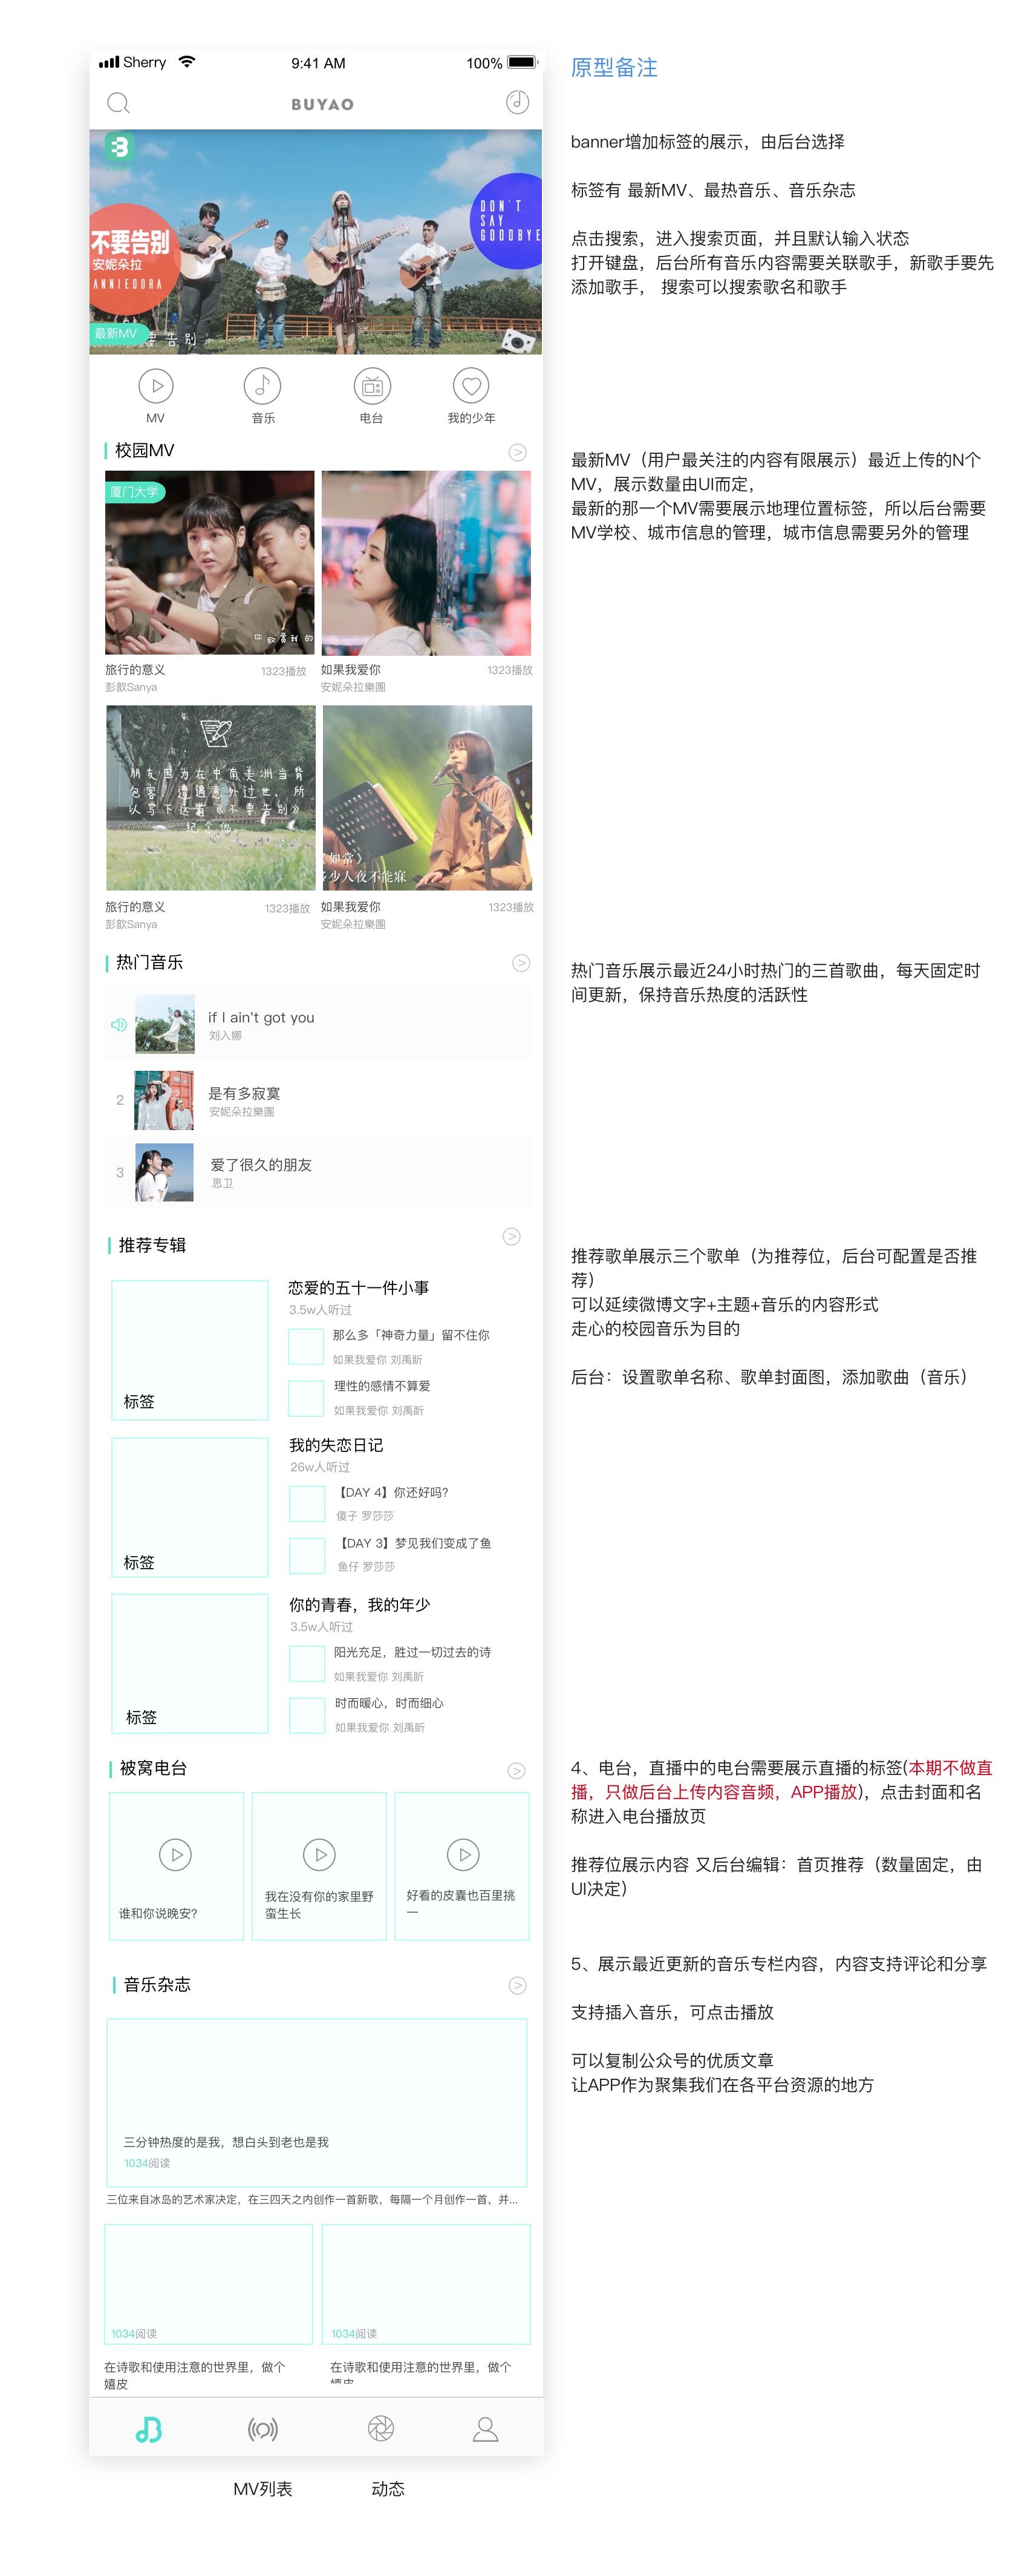 Sherry
9:41 AM
100%
原型备注
BUYAO
banner增加标签的展示，由后台选择
标签有 最新MV、最热音乐、音乐杂志
点击搜索，进入搜索页面，并且默认输入状态
打开键盘，后台所有音乐内容需要关联歌手，新歌手要先
添加歌手， 搜索可以搜索歌名和歌手
DON'T
SAY
GOODBYE
不要告别
安妮朵拉
ANNIEDORA
最新MV
要告别
MV
音乐
电台
我的少年
校园MV
最新MV（用户最关注的内容有限展示）最近上传的N个
MV，展示数量由UI而定，
最新的那一个MV需要展示地理位置标签，所以后台需要
MV学校、城市信息的管理，城市信息需要另外的管理
厦门大学
旅行的意义
1323播放
彭歆Sanya
如果我爱你
1323播放
安妮朵拉樂團
朋友因为在中南美洲当背
包客，遭遇意外过世，所
以写下这首《不要告别》
纪念他
《如常》
多少人夜不能寐
旅行的意义
1323播放
彭歆Sanya
如果我爱你
1323播放
安妮朵拉樂團
热门音乐
热门音乐展示最近24小时热门的三首歌曲，每天固定时
间更新，保持音乐热度的活跃性
if I ain't got you
刘入娜
2
是有多寂寞
安妮朵拉樂團
3
爱了很久的朋友
思卫
推荐专辑
推荐歌单展示三个歌单（为推荐位，后台可配置是否推
荐）
可以延续微博文字+主题+音乐的内容形式
走心的校园音乐为目的
后台：设置歌单名称、歌单封面图，添加歌曲（音乐）
恋爱的五十一件小事
3.5w人听过
那么多「神奇力量」留不住你
如果我爱你 刘禹昕
理性的感情不算爱
如果我爱你 刘禹昕
标签
我的失恋日记
26w人听过
【DAY 4】你还好吗？
傻子 罗莎莎
【DAY 3】梦见我们变成了鱼
鱼仔 罗莎莎
标签
你的青春，我的年少
3.5w人听过
阳光充足，胜过一切过去的诗
如果我爱你 刘禹昕
时而暖心，时而细心
如果我爱你 刘禹昕
标签
被窝电台
4、电台，直播中的电台需要展示直播的标签(本期不做直
播，只做后台上传内容音频，APP播放)，点击封面和名
称进入电台播放页
推荐位展示内容 又后台编辑：首页推荐（数量固定，由
UI决定）
谁和你说晚安？
我在没有你的家里野
蛮生长
好看的皮囊也百里挑
一
5、展示最近更新的音乐专栏内容，内容支持评论和分享
支持插入音乐，可点击播放
可以复制公众号的优质文章
让APP作为聚集我们在各平台资源的地方
音乐杂志
三分钟热度的是我，想白头到老也是我
1034阅读
三位来自冰岛的艺术家决定，在三四天之内创作一首新歌，每隔一个月创作一首，并...
1034阅读
1034阅读
在诗歌和使用注意的世界里，做个
嬉皮
在诗歌和使用注意的世界里，做个
嬉皮
MV列表
动态